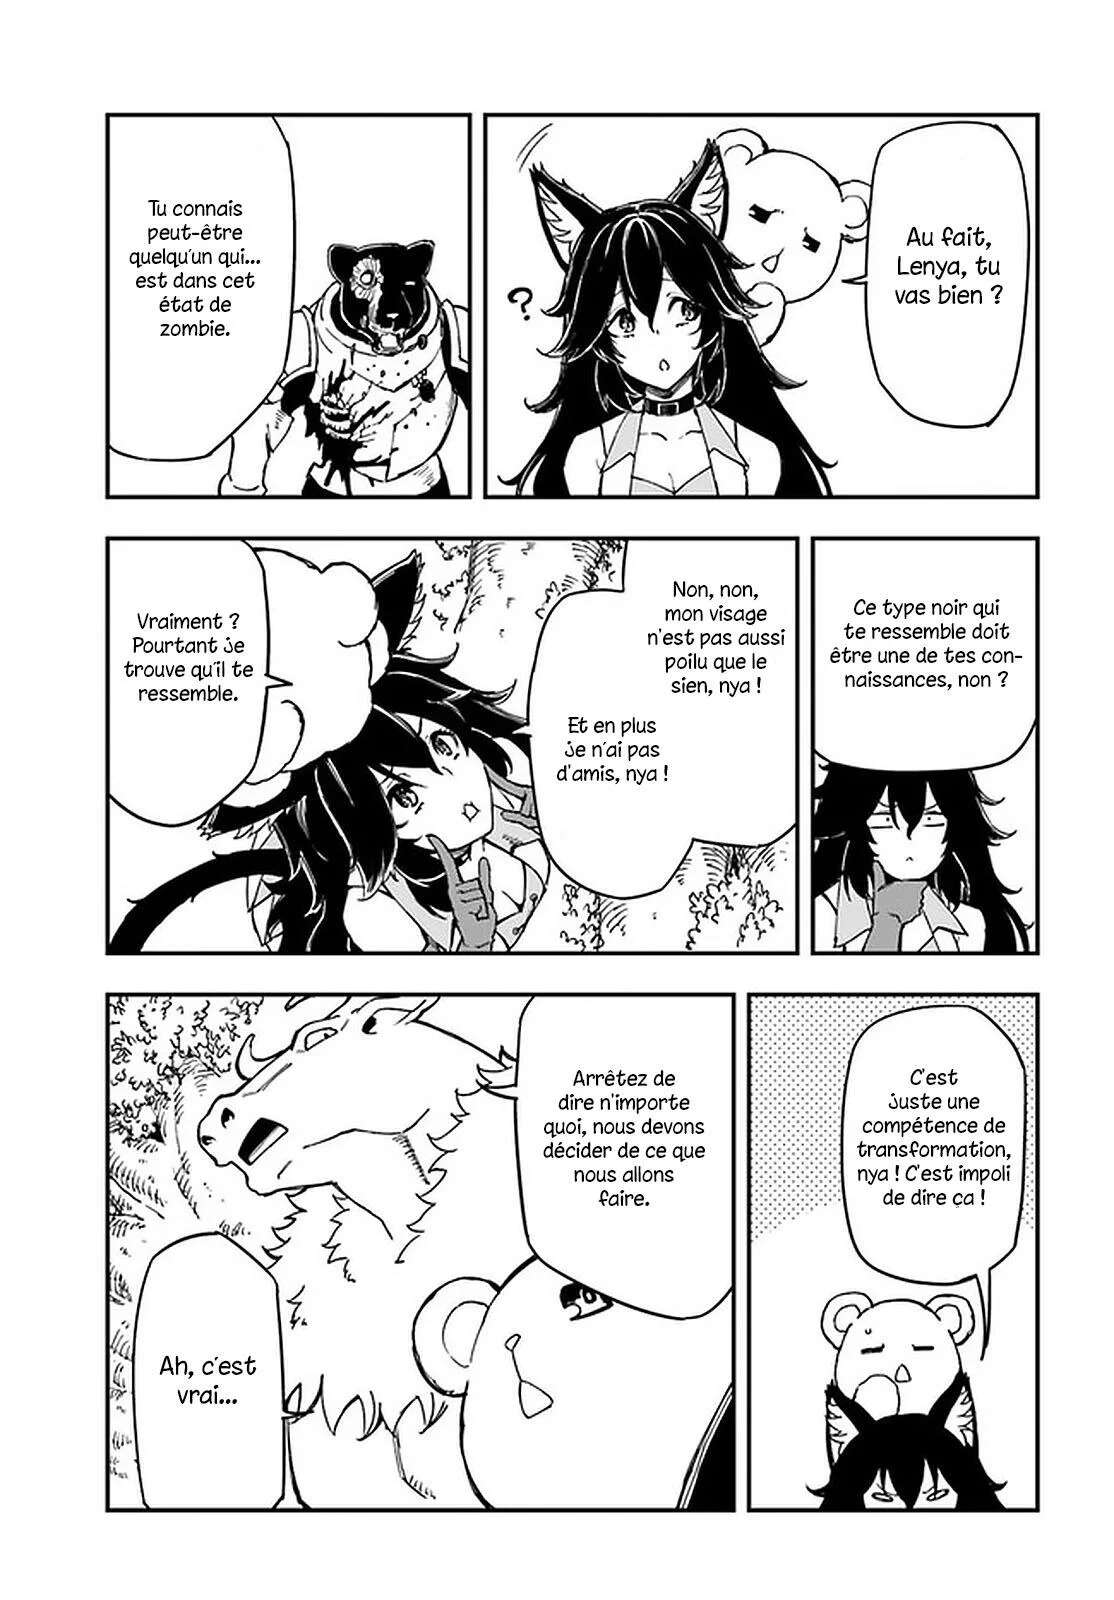 Au fait,
Lenya, tu
vas bien ?
?
Tu connais
peut-être
quelqu'un qui...
est dans cet
état de
zombie.
Ce type noir qui
te ressemble doit
être une de tes con-
naissances, non ?
Non, non,
mon visage
n'est pas aussi
poilu que le
sien, nya !
Et en plus
je n'ai pas
d'amis, nya !
Vraiment ?
Pourtant je
trouve qu'il te
ressemble.
C'est
juste une
compétence de
transformation,
nya ! C'est impoli
de dire ça !
Arrêtez de
dire n'importe
quoi, nous devons
décider de ce que
nous allons
faire.
Ah, c'est
vrai...